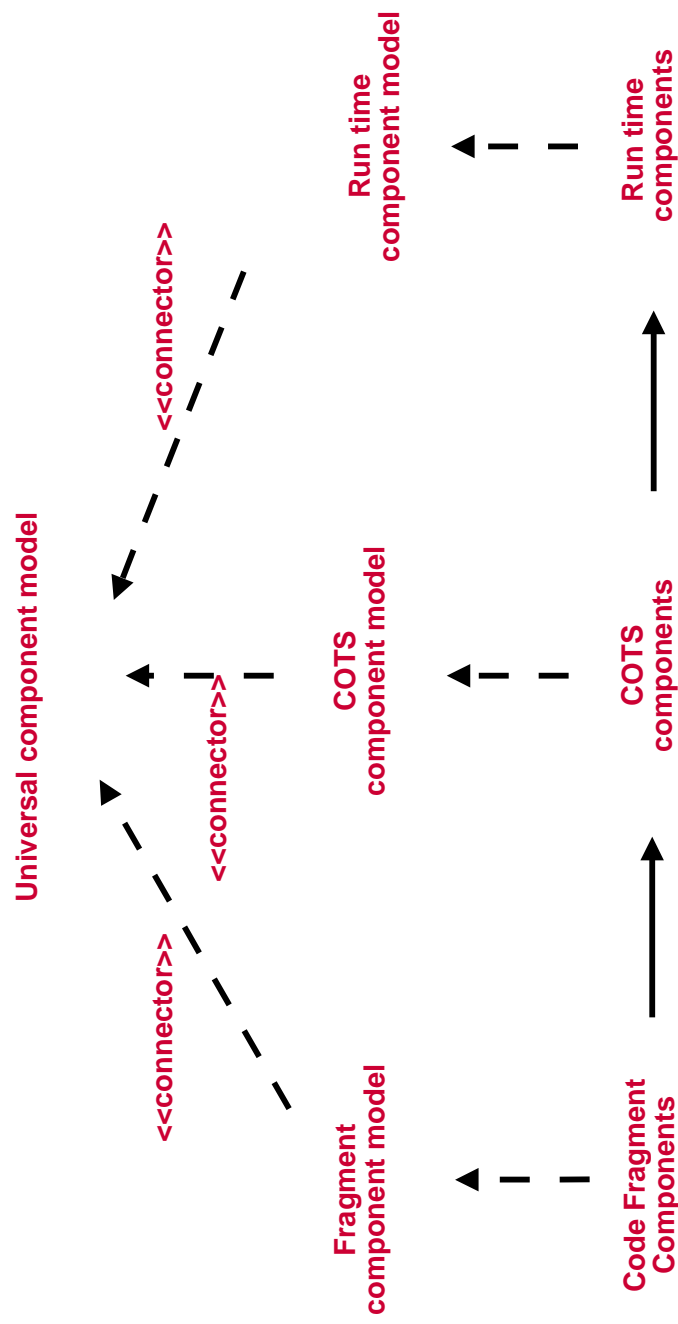 Universal component model
<<connector>>
<<connector>>
<<connector>>
Fragment
component model
COTS
component model
Run time
component model
Code Fragment
Components
COTS
components
Run time
components